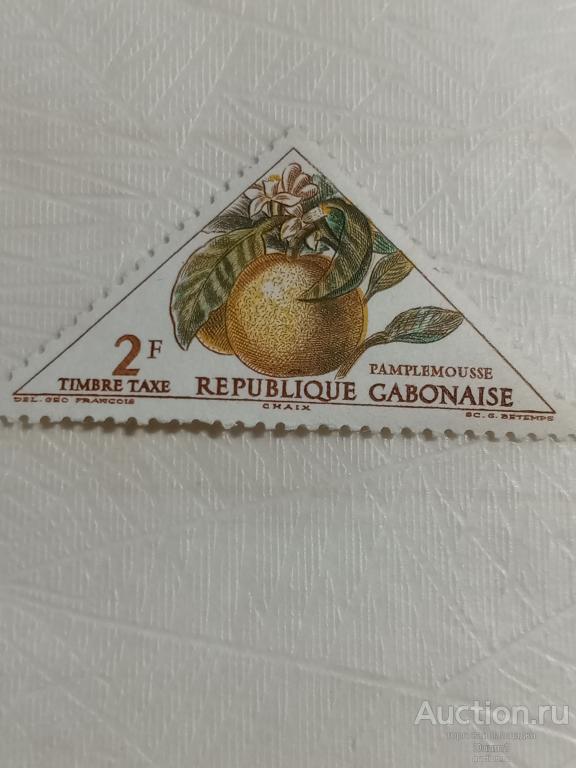 2F
PAMPLEMOUSSE
TIMBRE TAXE REPUBLIQUE GABONAISE
DEL. GEO FRANCOIS CHAIX SC. G. BETEMPS
Auction.ru